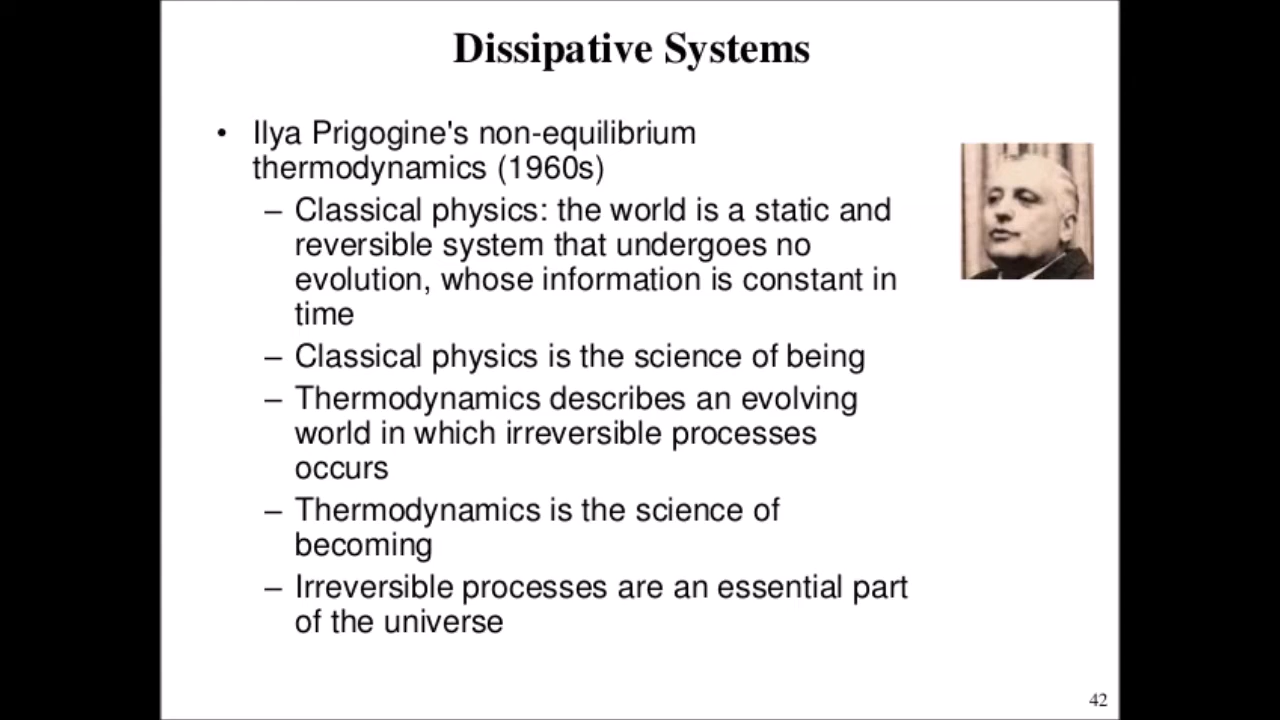 Dissipative Systems
• Ilya Prigogine's non-equilibrium
thermodynamics (1960s)
– Classical physics: the world is a static and
reversible system that undergoes no
evolution, whose information is constant in
time
– Classical physics is the science of being
– Thermodynamics describes an evolving
world in which irreversible processes
occurs
– Thermodynamics is the science of
becoming
– Irreversible processes are an essential part
of the universe
42